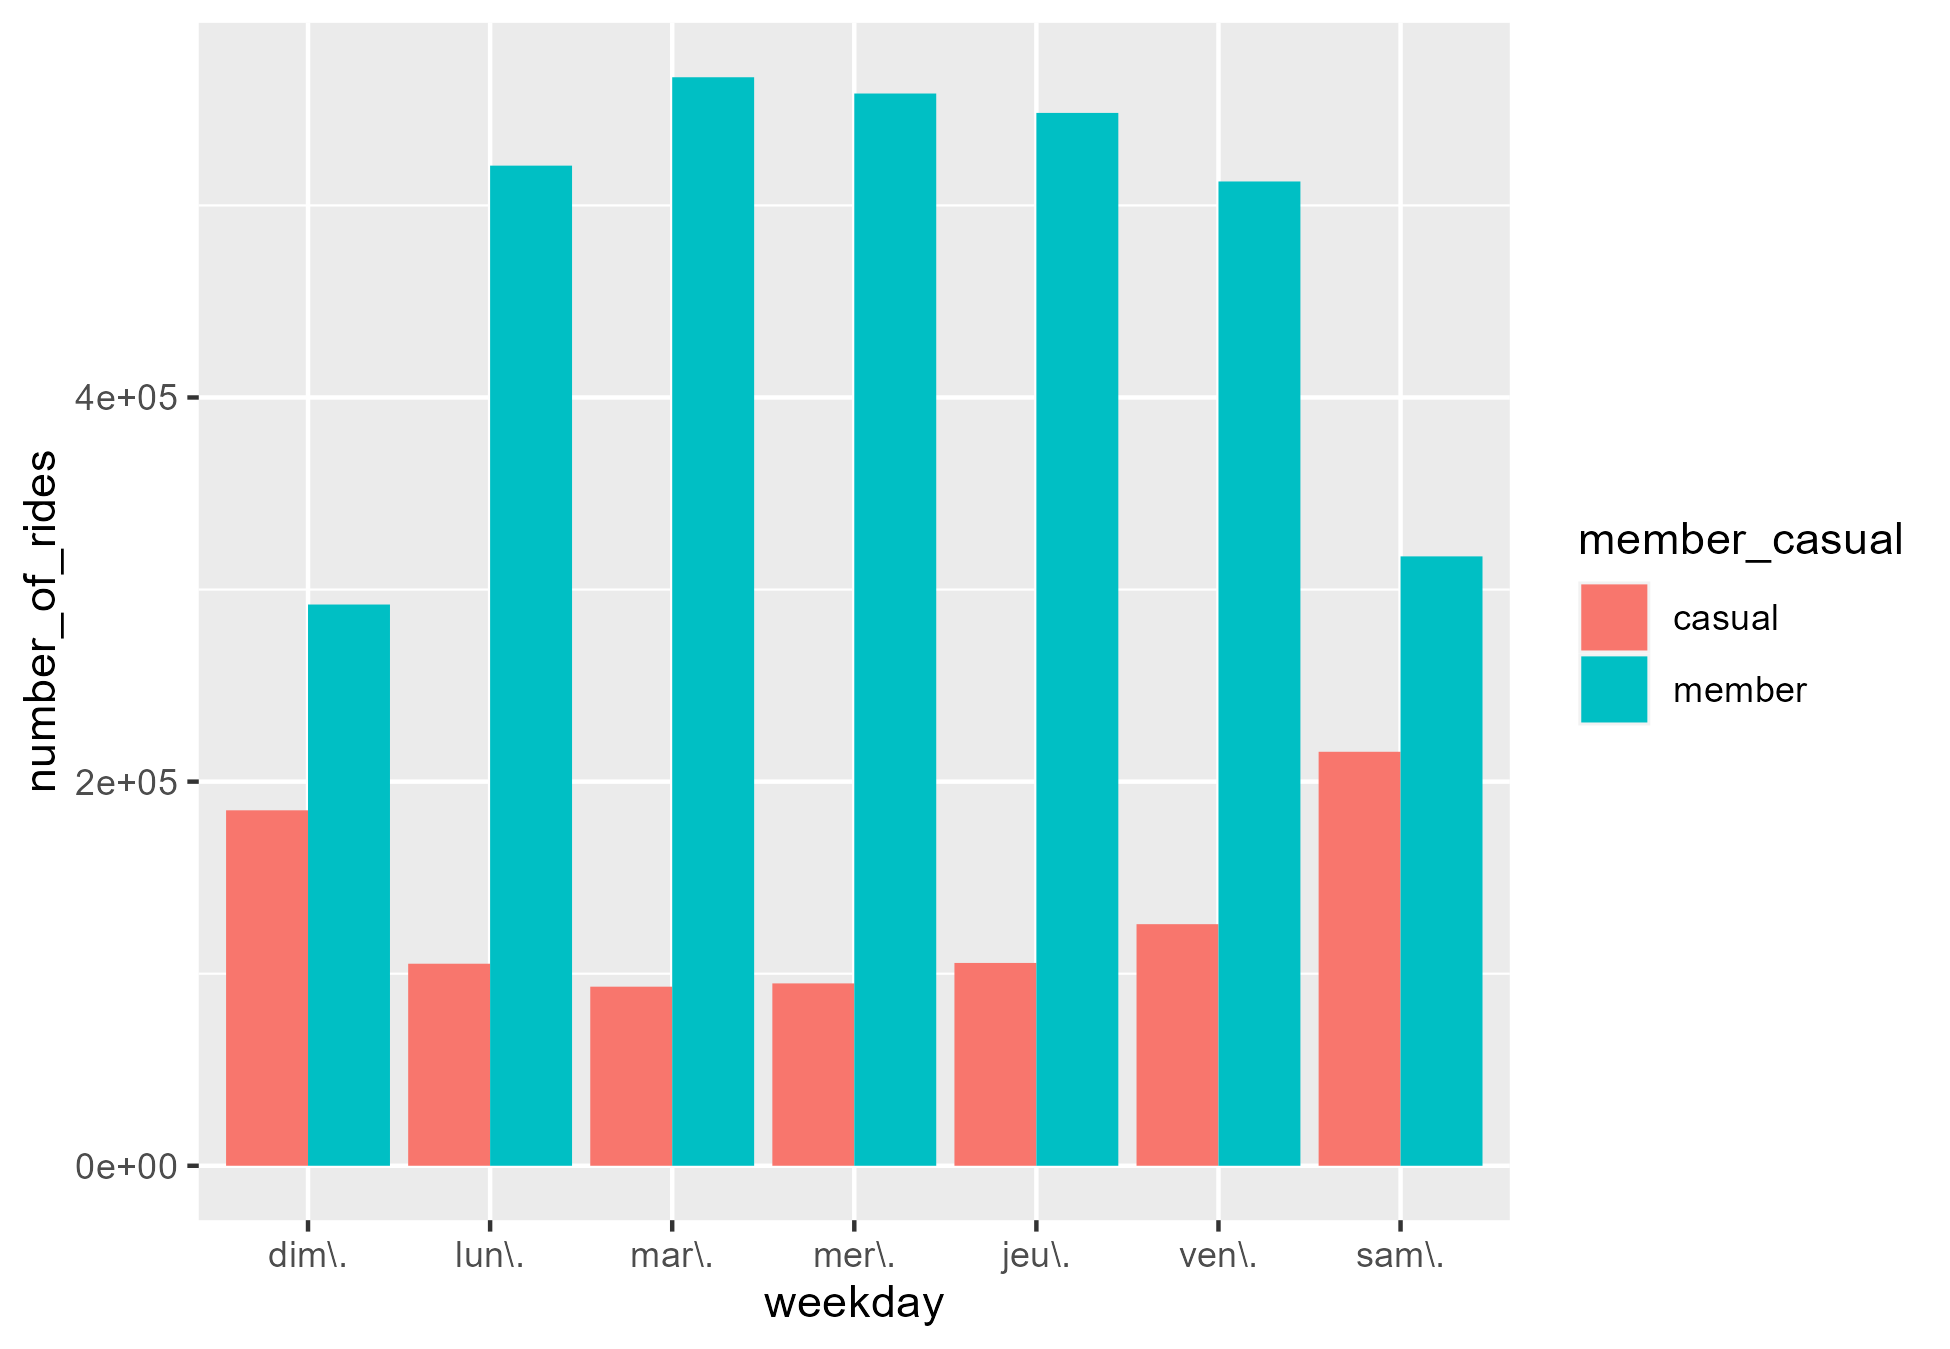 number_of_rides
4e+05
2e+05
0e+00
dim\.
lun\.
mar\.
mer\.
jeu\.
ven\.
sam\.
weekday
member_casual
casual
member